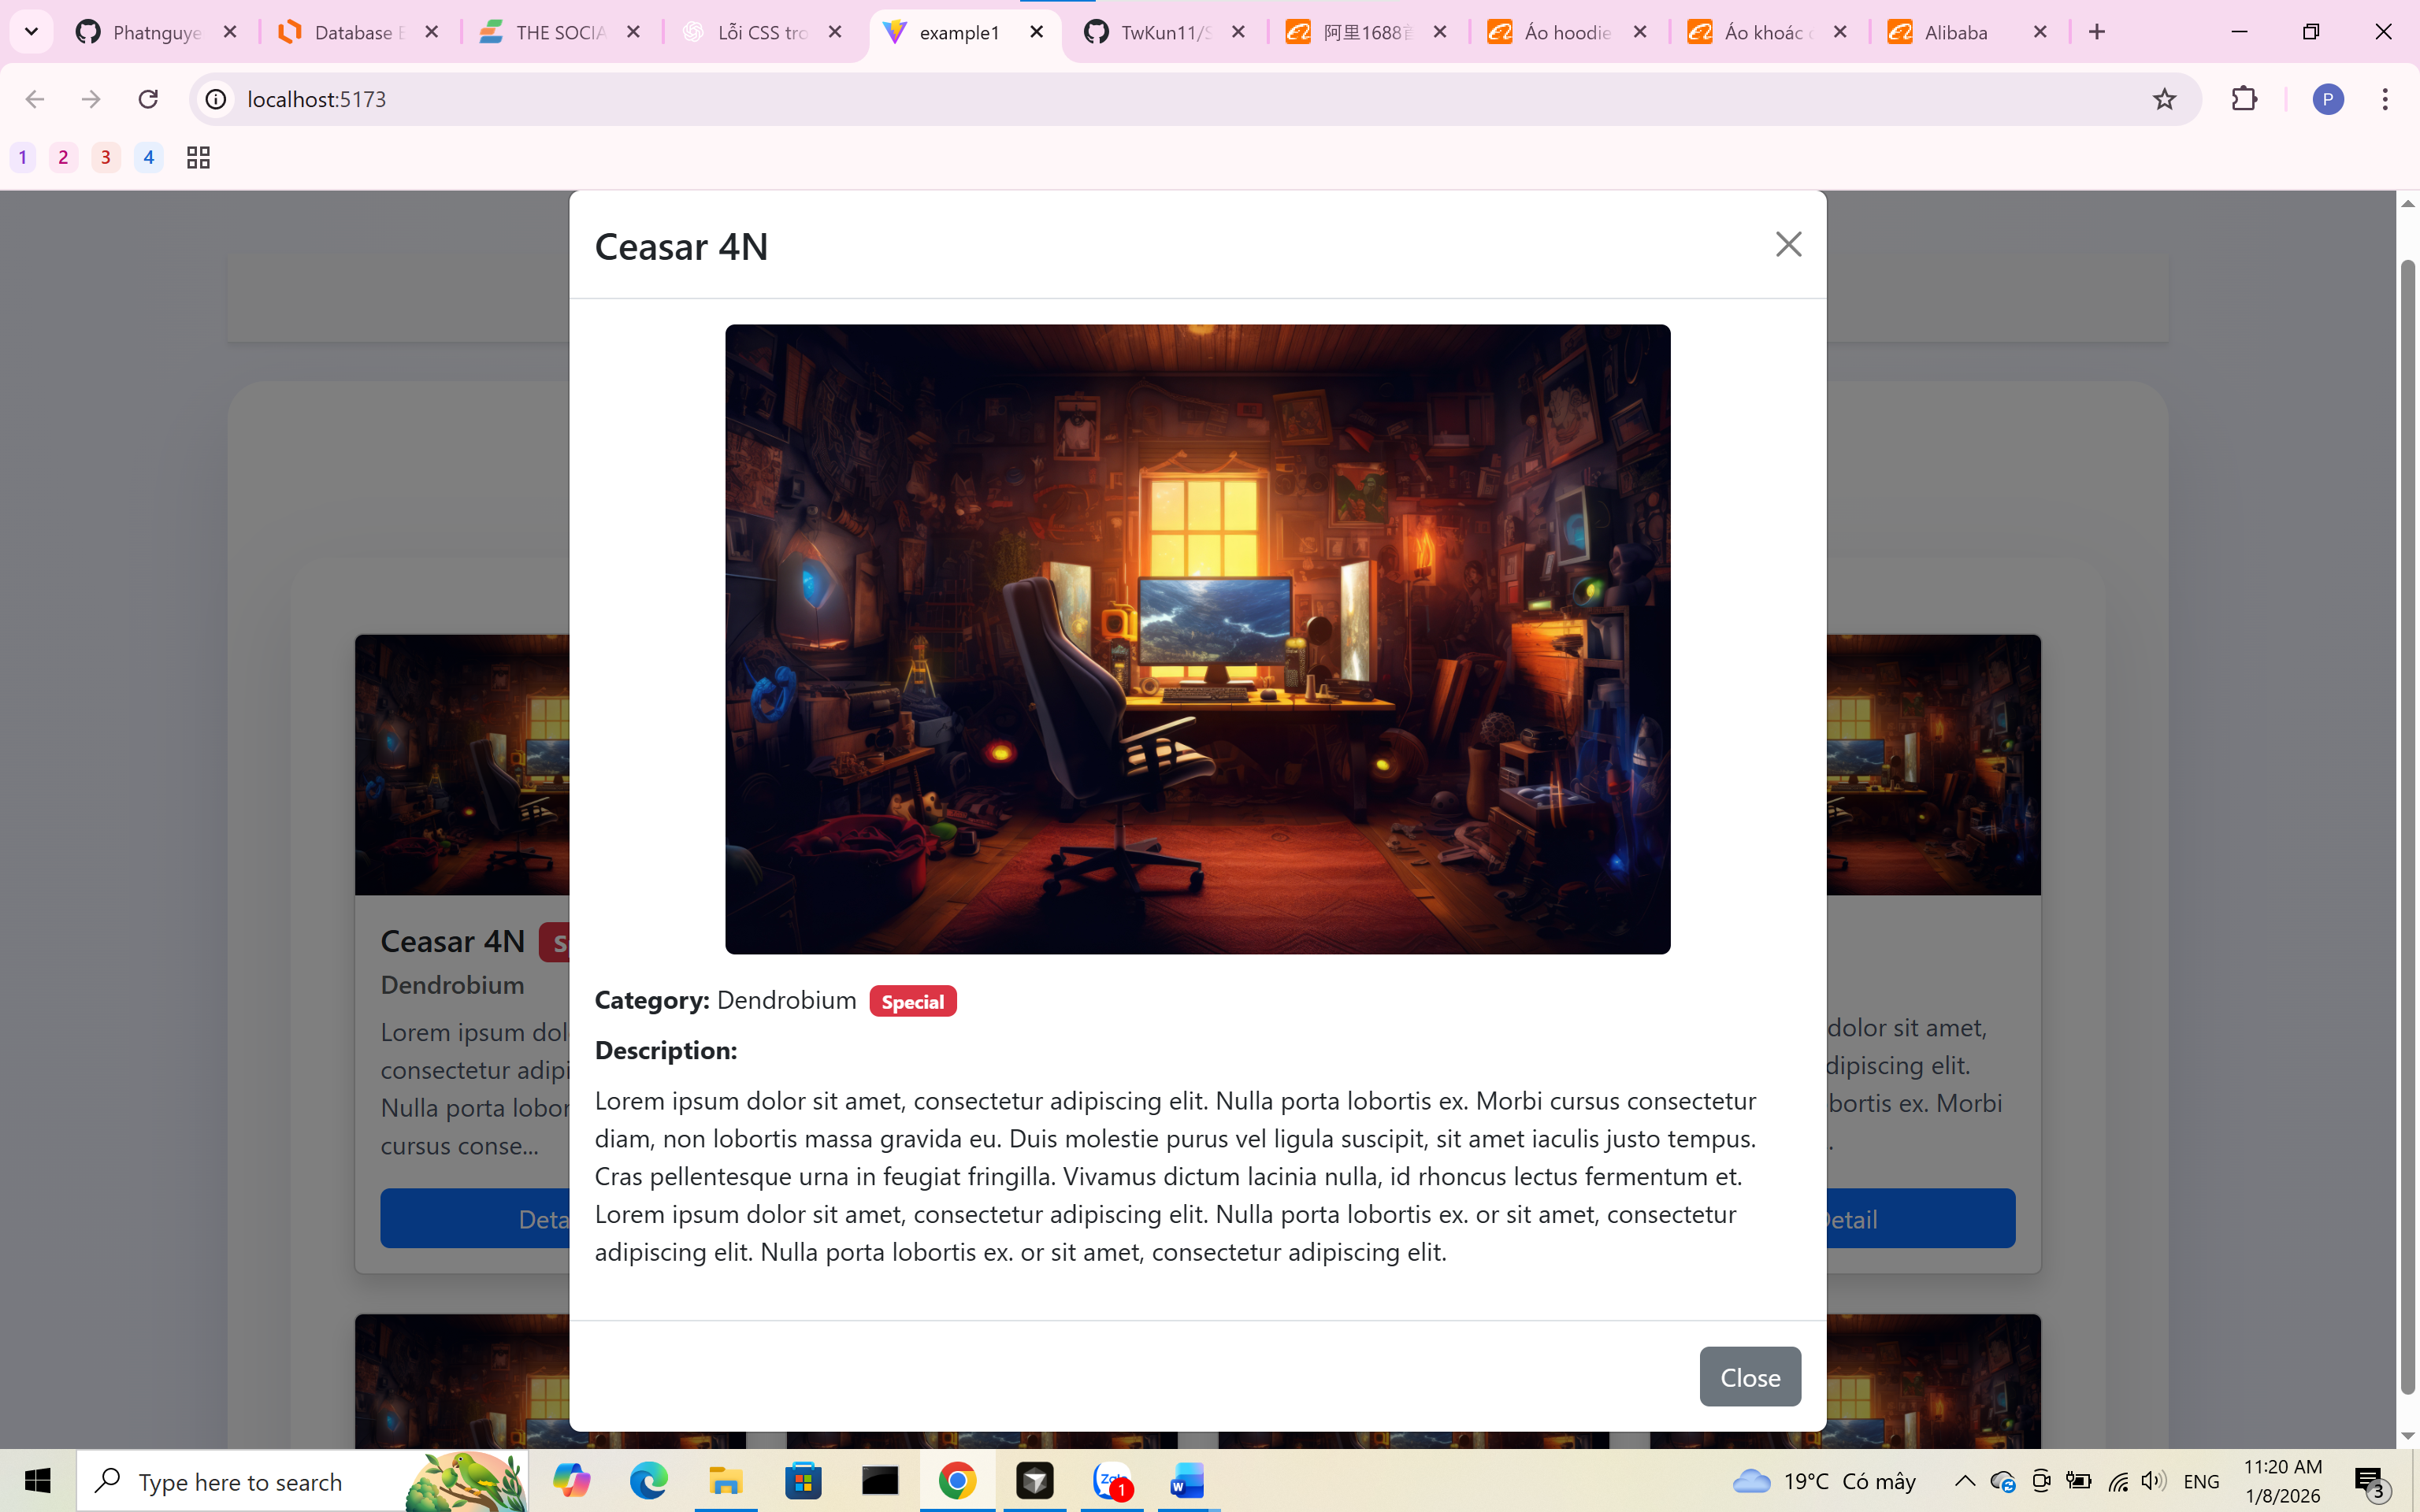 Phatnguye
Database E
THE SOCIA
Lỗi CSS tro
example1
TwKun11/S
阿里1688首
Áo hoodie
Áo khoác c
Alibaba
localhost:5173
P
1 2 3 4
Ceasar 4N
Category: Dendrobium Special
Description:
Lorem ipsum dolor sit amet, consectetur adipiscing elit. Nulla porta lobortis ex. Morbi cursus consectetur
diam, non lobortis massa gravida eu. Duis molestie purus vel ligula suscipit, sit amet iaculis justo tempus.
Cras pellentesque urna in feugiat fringilla. Vivamus dictum lacinia nulla, id rhoncus lectus fermentum et.
Lorem ipsum dolor sit amet, consectetur adipiscing elit. Nulla porta lobortis ex. or sit amet, consectetur
adipiscing elit. Nulla porta lobortis ex. or sit amet, consectetur adipiscing elit.
Close
Ceasar 4N S
Dendrobium
Lorem ipsum dol
consectetur adipi
Nulla porta lobor
cursus conse...
Deta
dolor sit amet,
dipiscing elit.
bortis ex. Morbi
.
Detail
Type here to search
Zalo
1
W
19°C Có mây
ENG
11:20 AM
1/8/2026
3